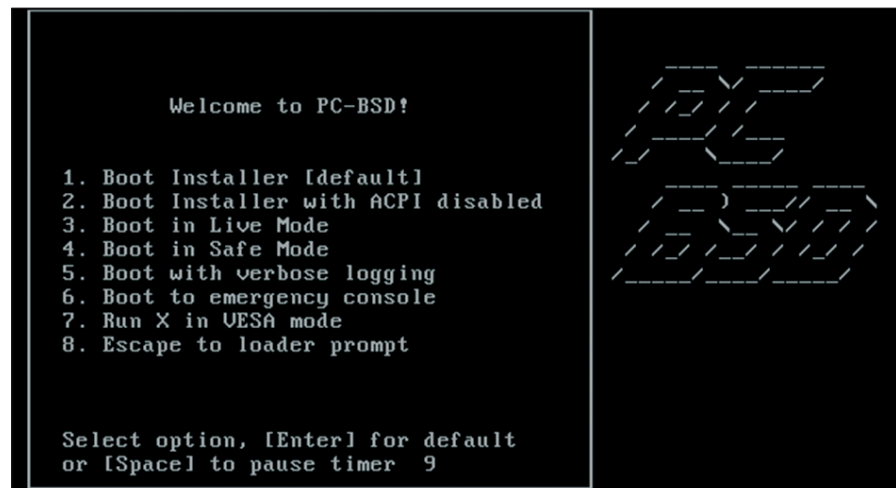 Welcome to PC-BSD!
1. Boot Installer [default]
2. Boot Installer with ACPI disabled
3. Boot in Live Mode
4. Boot in Safe Mode
5. Boot with verbose logging
6. Boot to emergency console
7. Run X in VESA mode
8. Escape to loader prompt
Select option, [Enter] for default
or [Space] to pause timer 9
PC
BSD